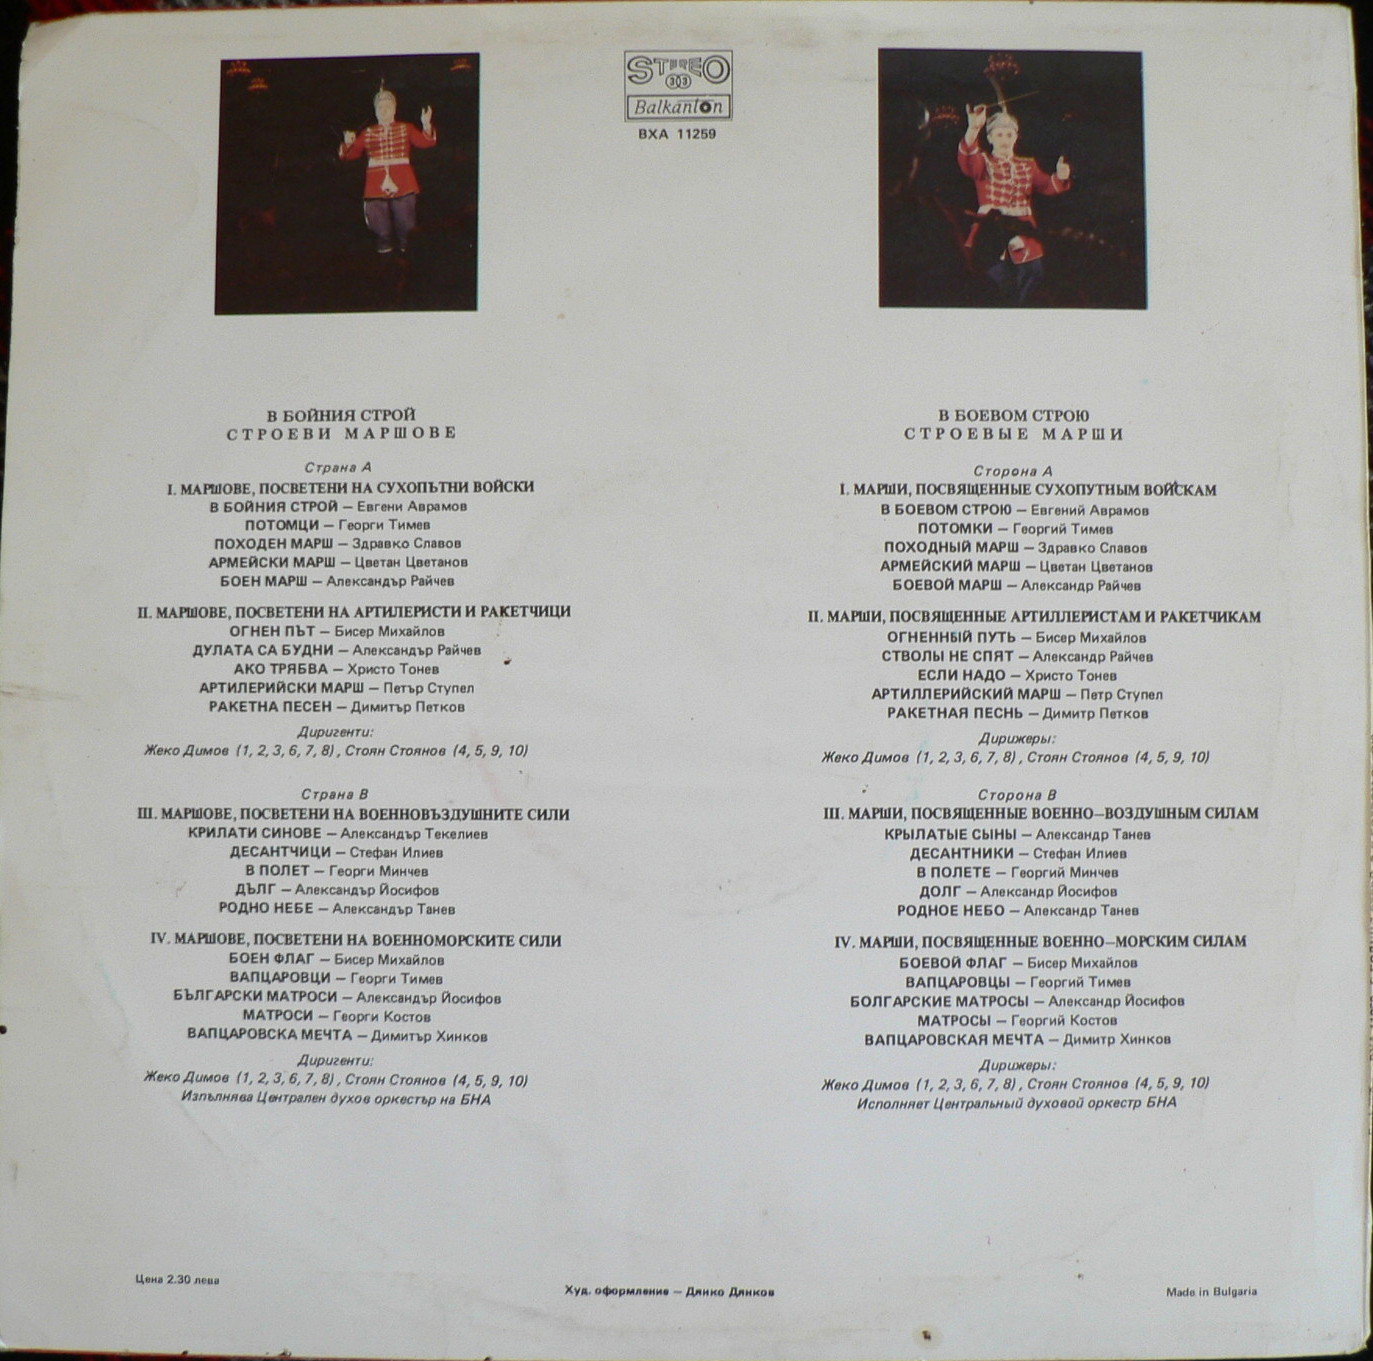 STEREO
303
Balkanton
ВХА 11259
В БОЙНИЯ СТРОЙ
СТРОЕВИ МАРШОВЕ
Страна А
I. МАРШОВЕ, ПОСВЕТЕНИ НА СУХОПЪТНИ ВОЙСКИ
В БОЙНИЯ СТРОЙ – Евгени Аврамов
ПОТОМЦИ – Георги Тимев
ПОХОДЕН МАРШ – Здравко Славов
АРМЕЙСКИ МАРШ – Цветан Цветанов
БОЕН МАРШ – Александър Райчев
II. МАРШОВЕ, ПОСВЕТЕНИ НА АРТИЛЕРИСТИ И РАКЕТЧИЦИ
ОГНЕН ПЪТ – Бисер Михайлов
ДУЛАТА СА БУДНИ – Александър Райчев
АКО ТРЯБВА – Христо Тонев
АРТИЛЕРИЙСКИ МАРШ – Петър Ступел
РАКЕТНА ПЕСЕН – Димитър Петков
Диригенти:
Жеко Димов (1, 2, 3, 6, 7, 8), Стоян Стоянов (4, 5, 9, 10)
Страна В
III. МАРШОВЕ, ПОСВЕТЕНИ НА ВОЕННОВЪЗДУШНИТЕ СИЛИ
КРИЛАТИ СИНОВЕ – Александър Текелиев
ДЕСАНТЧИЦИ – Стефан Илиев
В ПОЛЕТ – Георги Минчев
ДЪЛГ – Александър Йосифов
РОДНО НЕБЕ – Александър Танев
IV. МАРШОВЕ, ПОСВЕТЕНИ НА ВОЕННОМОРСКИТЕ СИЛИ
БОЕН ФЛАГ – Бисер Михайлов
ВАПЦАРОВЦИ – Георги Тимев
БЪЛГАРСКИ МАТРОСИ – Александър Йосифов
МАТРОСИ – Георги Костов
ВАПЦАРОВСКА МЕЧТА – Димитър Хинков
Диригенти:
Жеко Димов (1, 2, 3, 6, 7, 8), Стоян Стоянов (4, 5, 9, 10)
Изпълнява Централен духов оркестър на БНА
В БОЕВОМ СТРОЮ
СТРОЕВЫЕ МАРШИ
Сторона А
I. МАРШИ, ПОСВЯЩЕННЫЕ СУХОПУТНЫМ ВОЙСКАМ
В БОЕВОМ СТРОЮ – Евгений Аврамов
ПОТОМКИ – Георгий Тимев
ПОХОДНЫЙ МАРШ – Здравко Славов
АРМЕЙСКИЙ МАРШ – Цветан Цветанов
БОЕВОЙ МАРШ – Александр Райчев
II. МАРШИ, ПОСВЯЩЕННЫЕ АРТИЛЛЕРИСТАМ И РАКЕТЧИКАМ
ОГНЕННЫЙ ПУТЬ – Бисер Михайлов
СТВОЛЫ НЕ СПЯТ – Александр Райчев
ЕСЛИ НАДО – Христо Тонев
АРТИЛЛЕРИЙСКИЙ МАРШ – Петр Ступел
РАКЕТНАЯ ПЕСНЬ – Димитр Петков
Дирижеры:
Жеко Димов (1, 2, 3, 6, 7, 8), Стоян Стоянов (4, 5, 9, 10)
Сторона В
III. МАРШИ, ПОСВЯЩЕННЫЕ ВОЕННО–ВОЗДУШНЫМ СИЛАМ
КРЫЛАТЫЕ СЫНЫ – Александр Танев
ДЕСАНТНИКИ – Стефан Илиев
В ПОЛЕТЕ – Георгий Минчев
ДОЛГ – Александр Йосифов
РОДНОЕ НЕБО – Александр Танев
IV. МАРШИ, ПОСВЯЩЕННЫЕ ВОЕННО–МОРСКИМ СИЛАМ
БОЕВОЙ ФЛАГ – Бисер Михайлов
ВАПЦАРОВЦЫ – Георгий Тимев
БОЛГАРСКИЕ МАТРОСЫ – Александр Йосифов
МАТРОСЫ – Георгий Костов
ВАПЦАРОВСКАЯ МЕЧТА – Димитр Хинков
Дирижеры:
Жеко Димов (1, 2, 3, 6, 7, 8), Стоян Стоянов (4, 5, 9, 10)
Исполняет Центральный духовой оркестр БНА
Цена 2.30 лева
Худ. оформление – Дянко Дянков
Made in Bulgaria